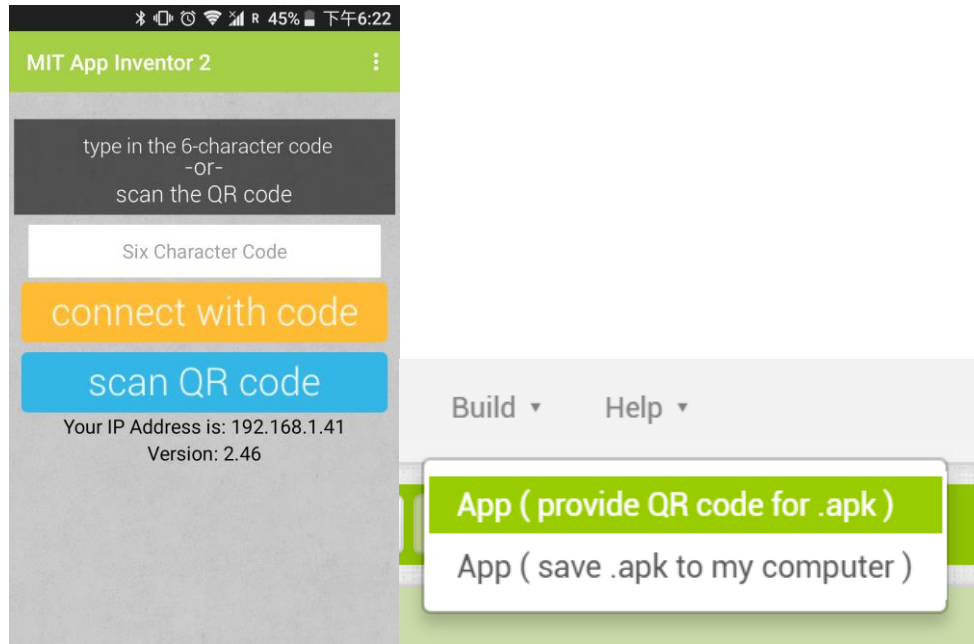 R 45% 下午6:22
MIT App Inventor 2
type in the 6-character code
-or-
scan the QR code
Six Character Code
connect with code
scan QR code
Your IP Address is: 192.168.1.41
Version: 2.46
Build ▾ Help ▾
App ( provide QR code for .apk )
App ( save .apk to my computer )